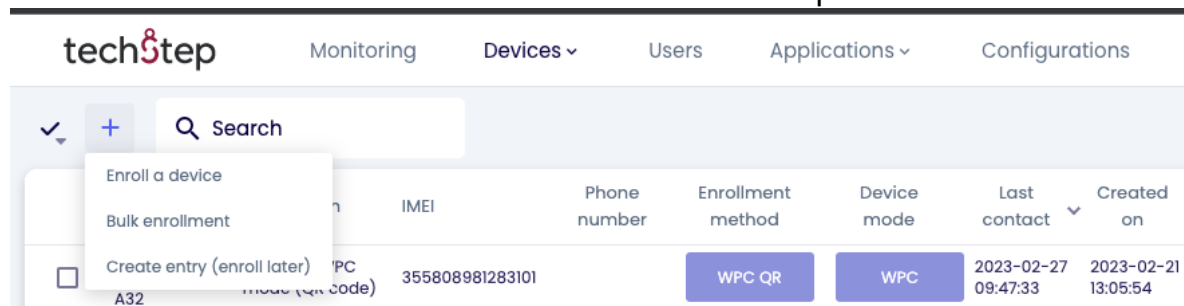 techstep Monitoring Devices Users Applications Configurations
+ Search
Enroll a device
Bulk enrollment
Create entry (enroll later)
IMEI Phone number Enrollment method Device mode Last contact Created on
A32 mode (QR code) 355808981283101 WPC QR WPC 2023-02-27 09:47:33 2023-02-21 13:05:54